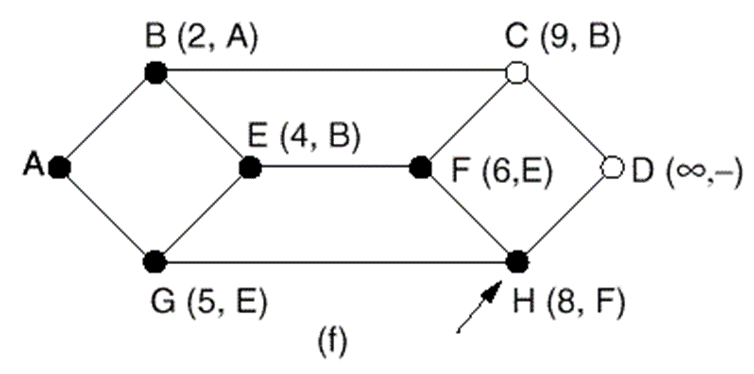 B (2, A)
C (9, B)
E (4, B)
A
F (6,E)
D (∞,–)
G (5, E)
H (8, F)
(f)